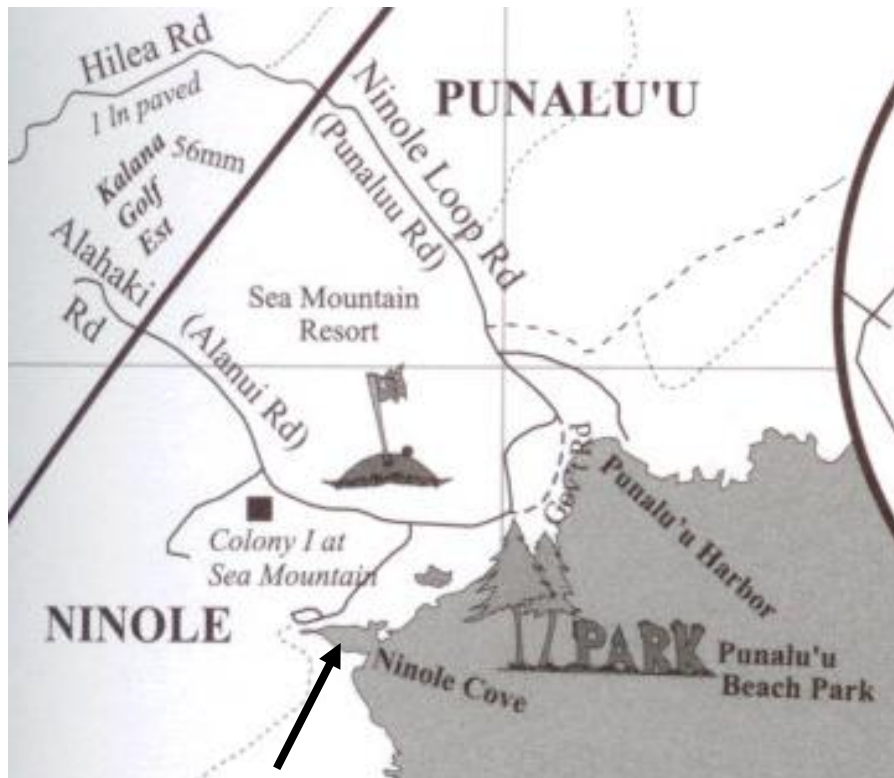 Hilea Rd
1 ln paved
56mm
Kalana
Golf
Est
Alahaki
Rd
(Alanui Rd)
Ninole Loop Rd
(Punaluu Rd)
PUNALU'U
Sea Mountain
Resort
Gov't Rd
Punalu'u Harbor
Colony I at
Sea Mountain
NINOLE
Ninole Cove
PARK
Punalu'u
Beach Park